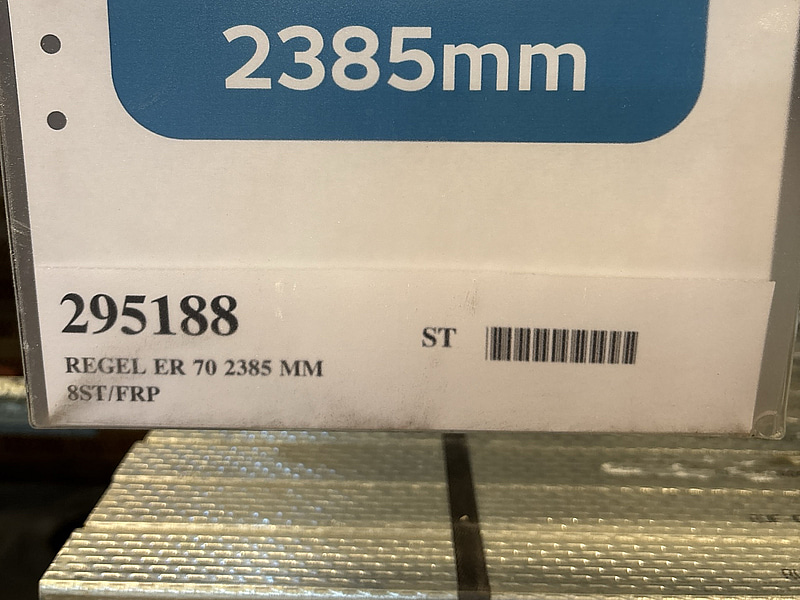 2385mm
295188
ST
REGEL ER 70 2385 MM
8ST/FRP